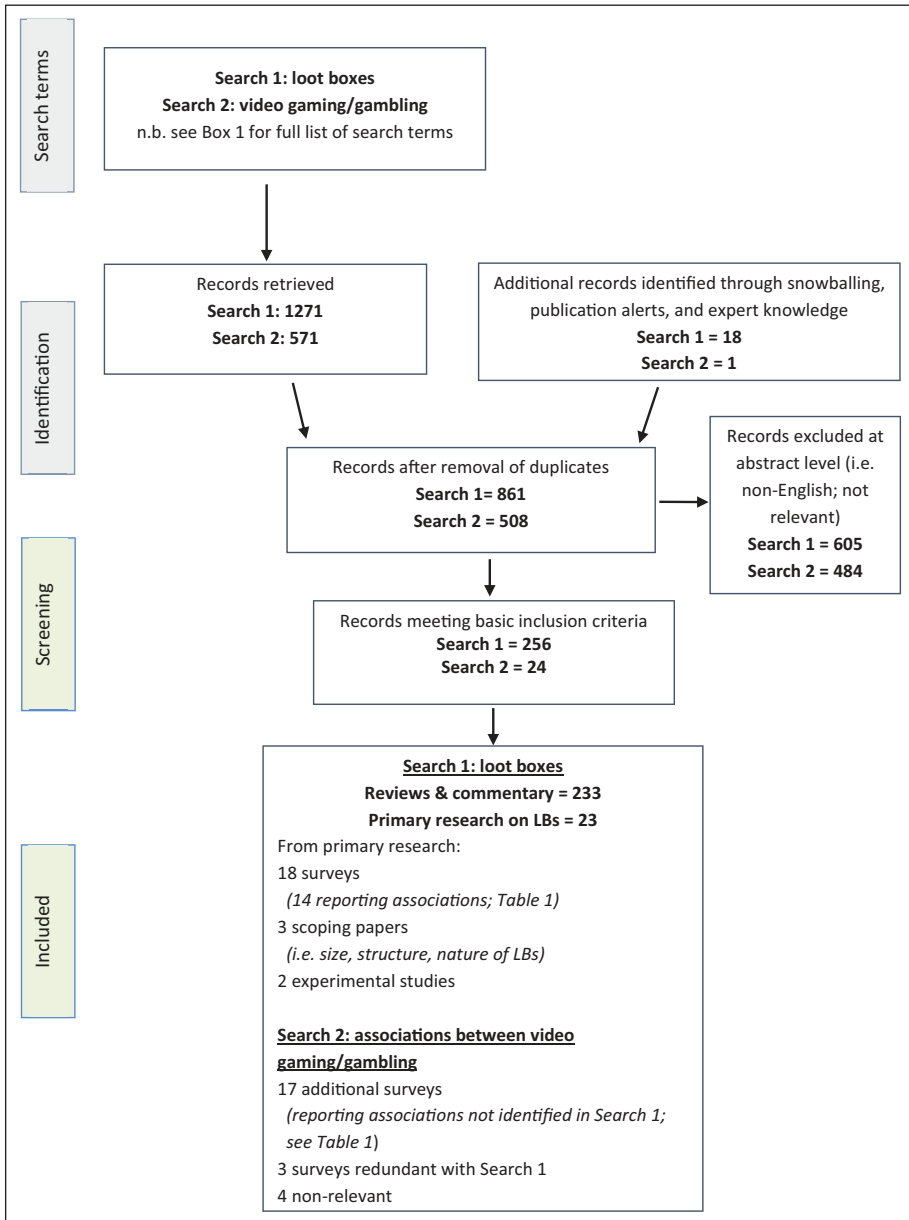 Search terms
Search 1: loot boxes
Search 2: video gaming/gambling
n.b. see Box 1 for full list of search terms
Identification
Records retrieved
Search 1: 1271
Search 2: 571
Additional records identified through snowballing,
publication alerts, and expert knowledge
Search 1 = 18
Search 2 = 1
Records after removal of duplicates
Search 1= 861
Search 2 = 508
Records excluded at
abstract level (i.e.
non-English; not
relevant)
Search 1 = 605
Search 2 = 484
Screening
Records meeting basic inclusion criteria
Search 1 = 256
Search 2 = 24
Included
Search 1: loot boxes
Reviews & commentary = 233
Primary research on LBs = 23
From primary research:
18 surveys
(14 reporting associations; Table 1)
3 scoping papers
(i.e. size, structure, nature of LBs)
2 experimental studies
Search 2: associations between video
gaming/gambling
17 additional surveys
(reporting associations not identified in Search 1;
see Table 1)
3 surveys redundant with Search 1
4 non-relevant